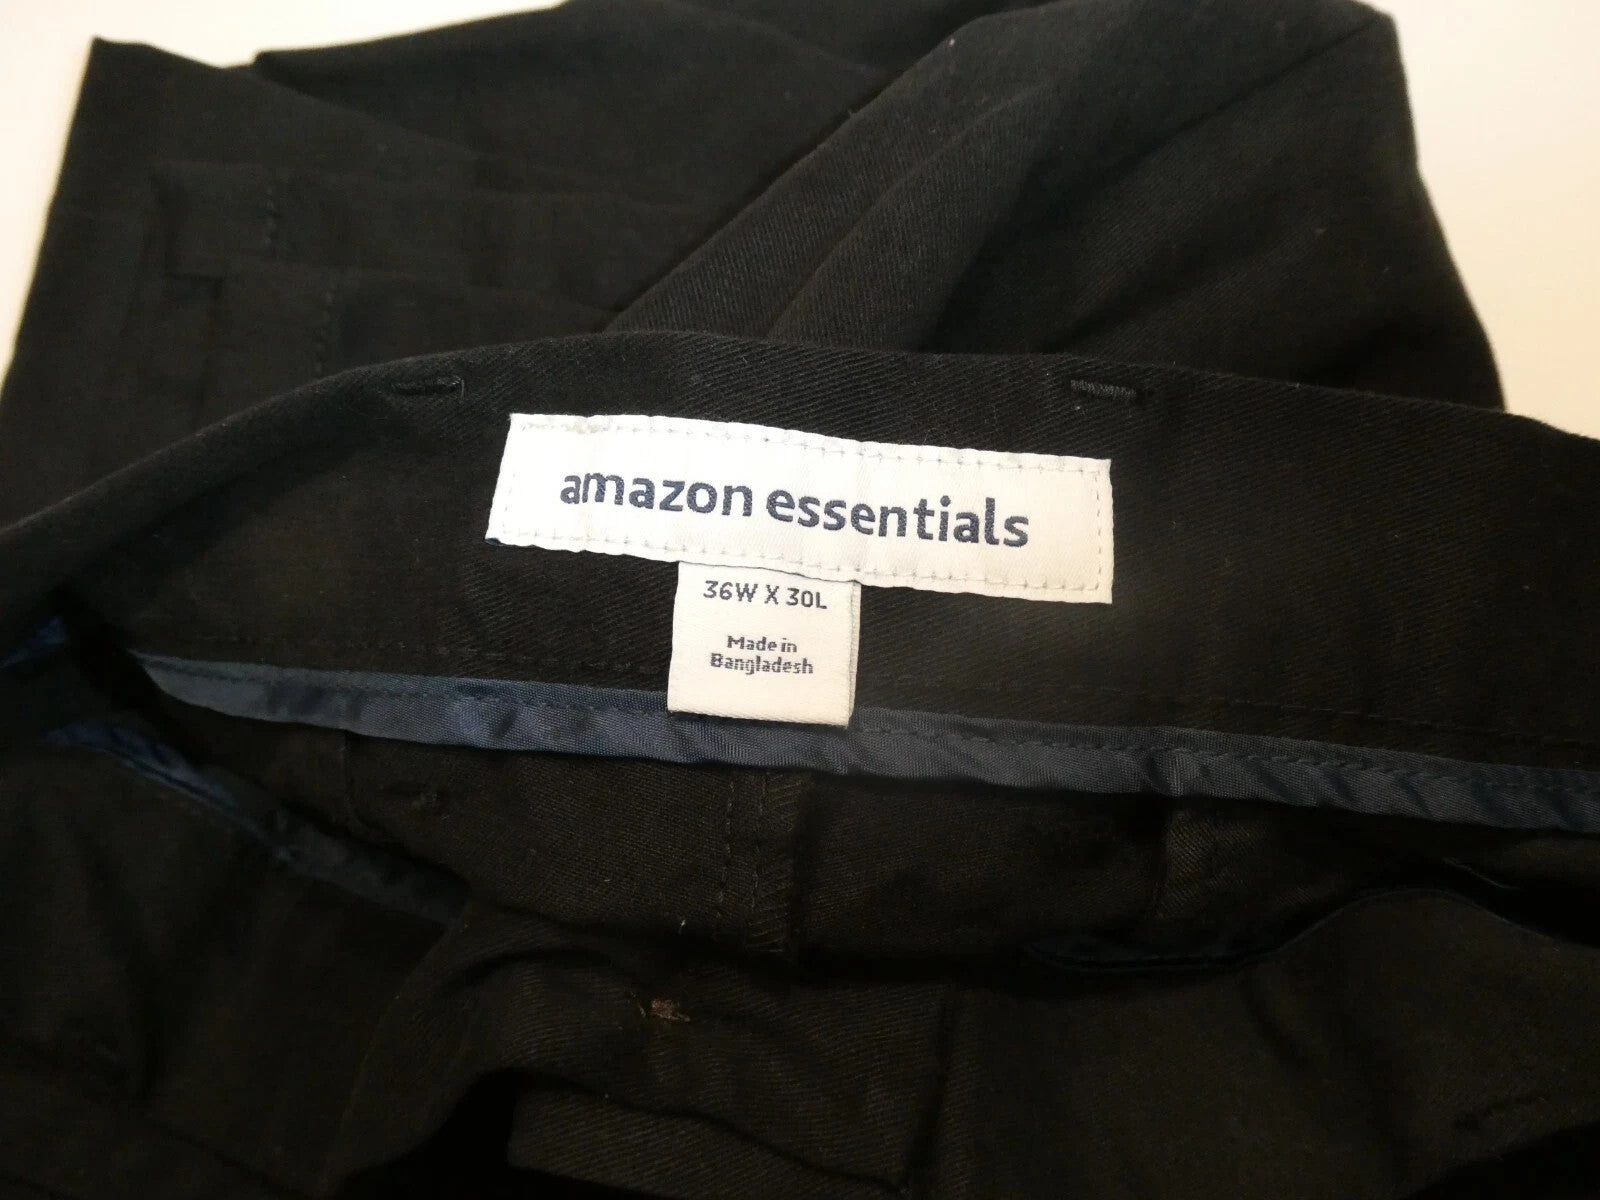 amazon essentials
36W X 30L
Made in
Bangladesh